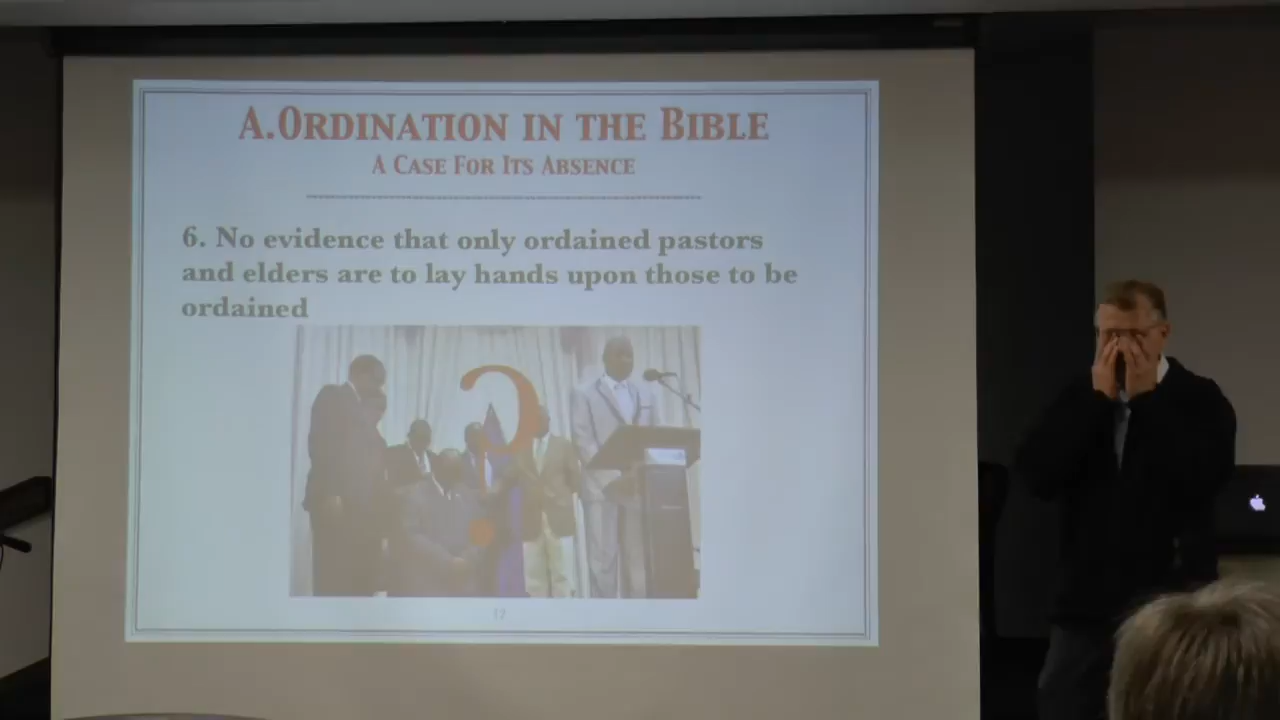 A.ORDINATION IN THE BIBLE
A CASE FOR ITS ABSENCE
6. No evidence that only ordained pastors
and elders are to lay hands upon those to be
ordained
?